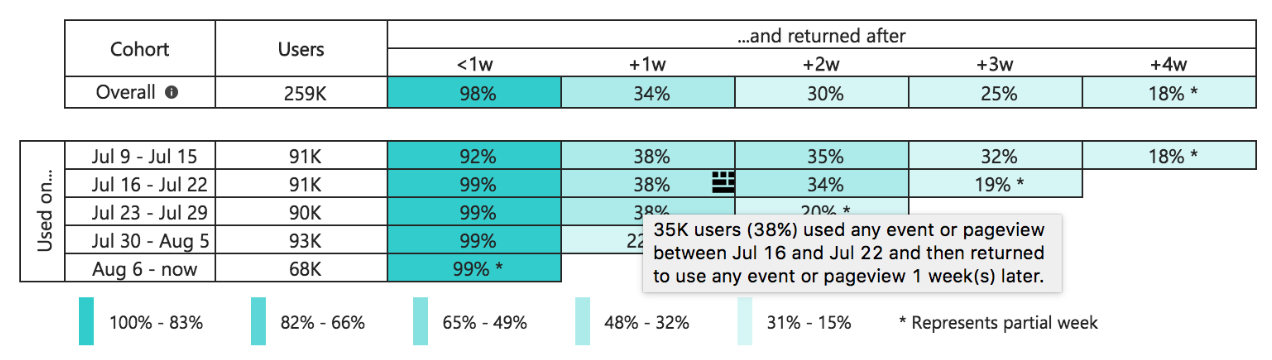 Cohort Users ...and returned after
<1w +1w +2w +3w +4w
Overall 259K 98% 34% 30% 25% 18% *
Used on...
Jul 9 - Jul 15 91K 92% 38% 35% 32% 18% *
Jul 16 - Jul 22 91K 99% 38% 34% 19% *
Jul 23 - Jul 29 90K 99% 38% 20% *
Jul 30 - Aug 5 93K 99% 22
Aug 6 - now 68K 99% *
35K users (38%) used any event or pageview
between Jul 16 and Jul 22 and then returned
to use any event or pageview 1 week(s) later.
100% - 83% 82% - 66% 65% - 49% 48% - 32% 31% - 15% * Represents partial week